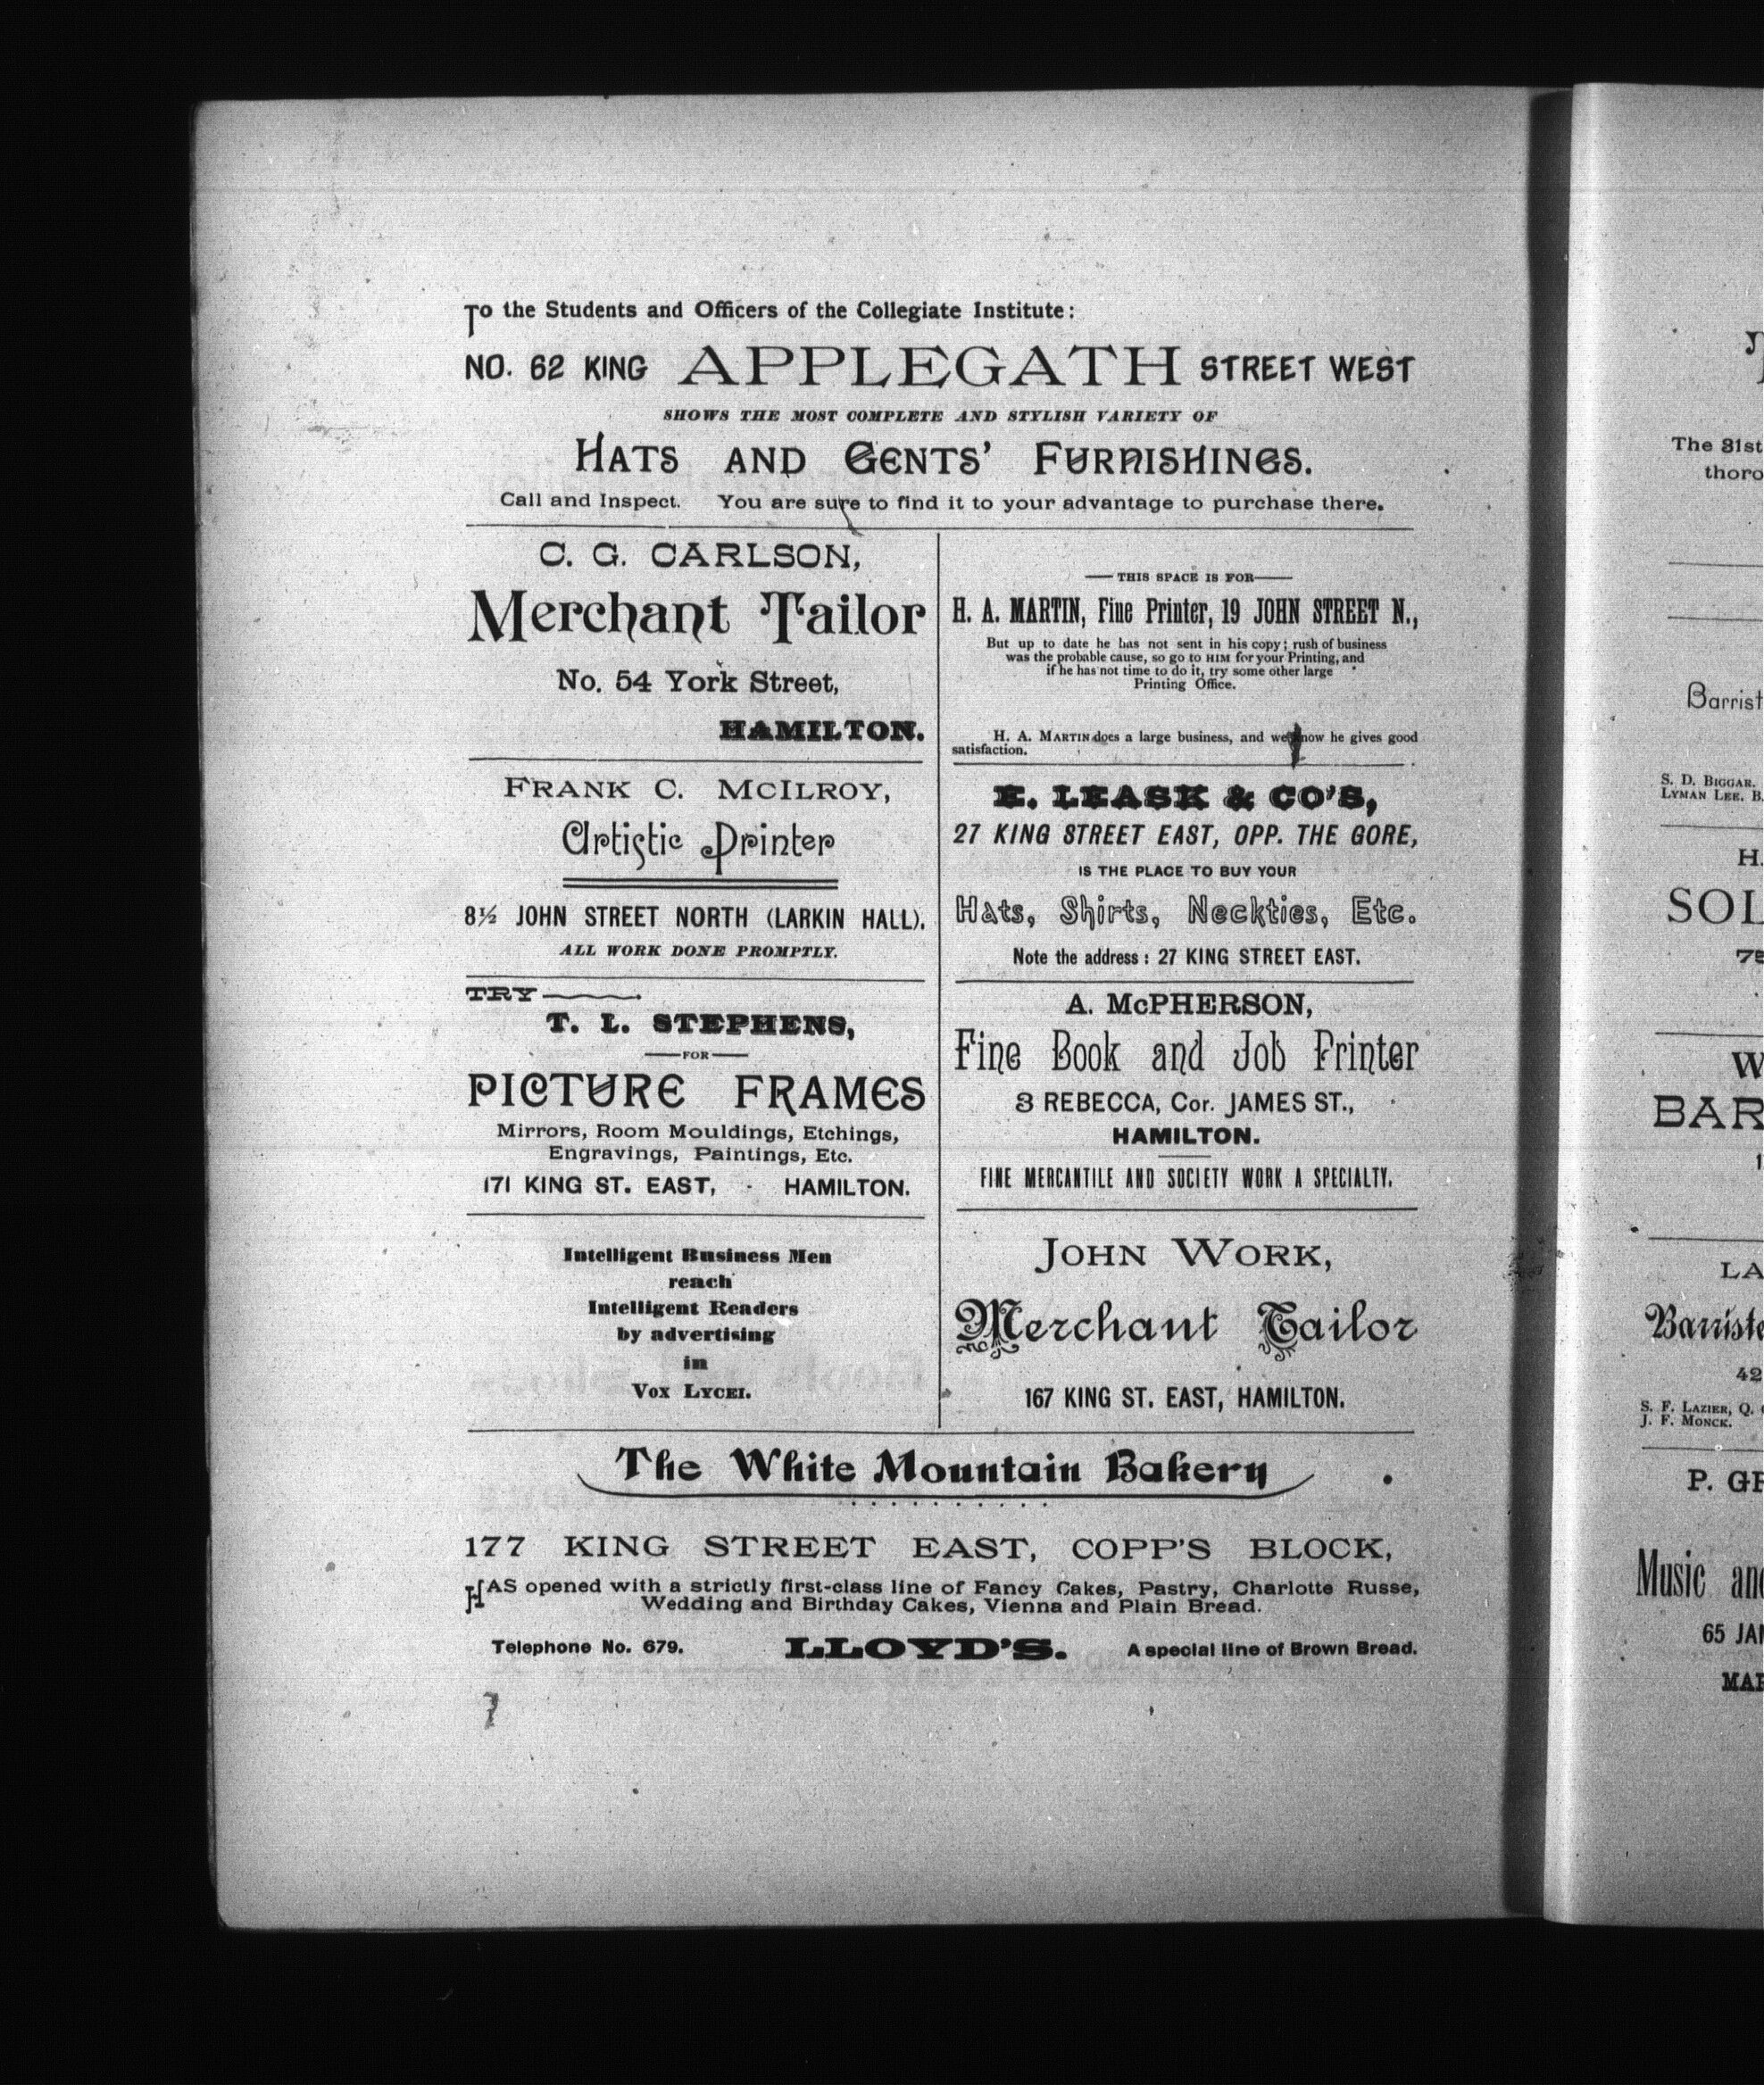 To the Students and Officers of the Collegiate Institute:
NO. 62 KING APPLEGATH STREET WEST
SHOWS THE MOST COMPLETE AND STYLISH VARIETY OF
HATS AND GENTS' FURNISHINGS.
Call and Inspect. You are sure to find it to your advantage to purchase there.
C. G. CARLSON,
Merchant Tailor
No. 54 York Street,
HAMILTON.
FRANK C. MCILROY,
Artistic Printer
8½ JOHN STREET NORTH (LARKIN HALL).
ALL WORK DONE PROMPTLY.
TRY
T. L. STEPHENS,
FOR
PICTURE FRAMES
Mirrors, Room Mouldings, Etchings,
Engravings, Paintings, Etc.
171 KING ST. EAST, - HAMILTON.
Intelligent Business Men
reach
Intelligent Readers
by advertising
in
VOX LYCEI.
THIS SPACE IS FOR
H. A. MARTIN, Fine Printer, 19 JOHN STREET N.,
But up to date he has not sent in his copy; rush of business
was the probable cause, so go to HIM for your Printing, and
if he has not time to do it, try some other large
Printing Office.
H. A. MARTIN does a large business, and we know he gives good
satisfaction.
E. LEASK & CO'S,
27 KING STREET EAST, OPP. THE GORE,
IS THE PLACE TO BUY YOUR
Hats, Shirts, Neckties, Etc.
Note the address: 27 KING STREET EAST.
A. McPHERSON,
Fine Book and Job Printer
3 REBECCA, Cor. JAMES ST.,
HAMILTON.
FINE MERCANTILE AND SOCIETY WORK A SPECIALTY.
JOHN WORK,
Merchant Tailor
167 KING ST. EAST, HAMILTON.
The White Mountain Bakery
177 KING STREET EAST, COPP'S BLOCK,
HAS opened with a strictly first-class line of Fancy Cakes, Pastry, Charlotte Russe,
Wedding and Birthday Cakes, Vienna and Plain Bread.
Telephone No. 679. LLOYD'S. A special line of Brown Bread.
7
The 31st
S. D. BIGGAR.
LYMAN LEE, B.
H.
LA
42
S. F. LAZIER, Q.
J. F. MONCK.
Music
65